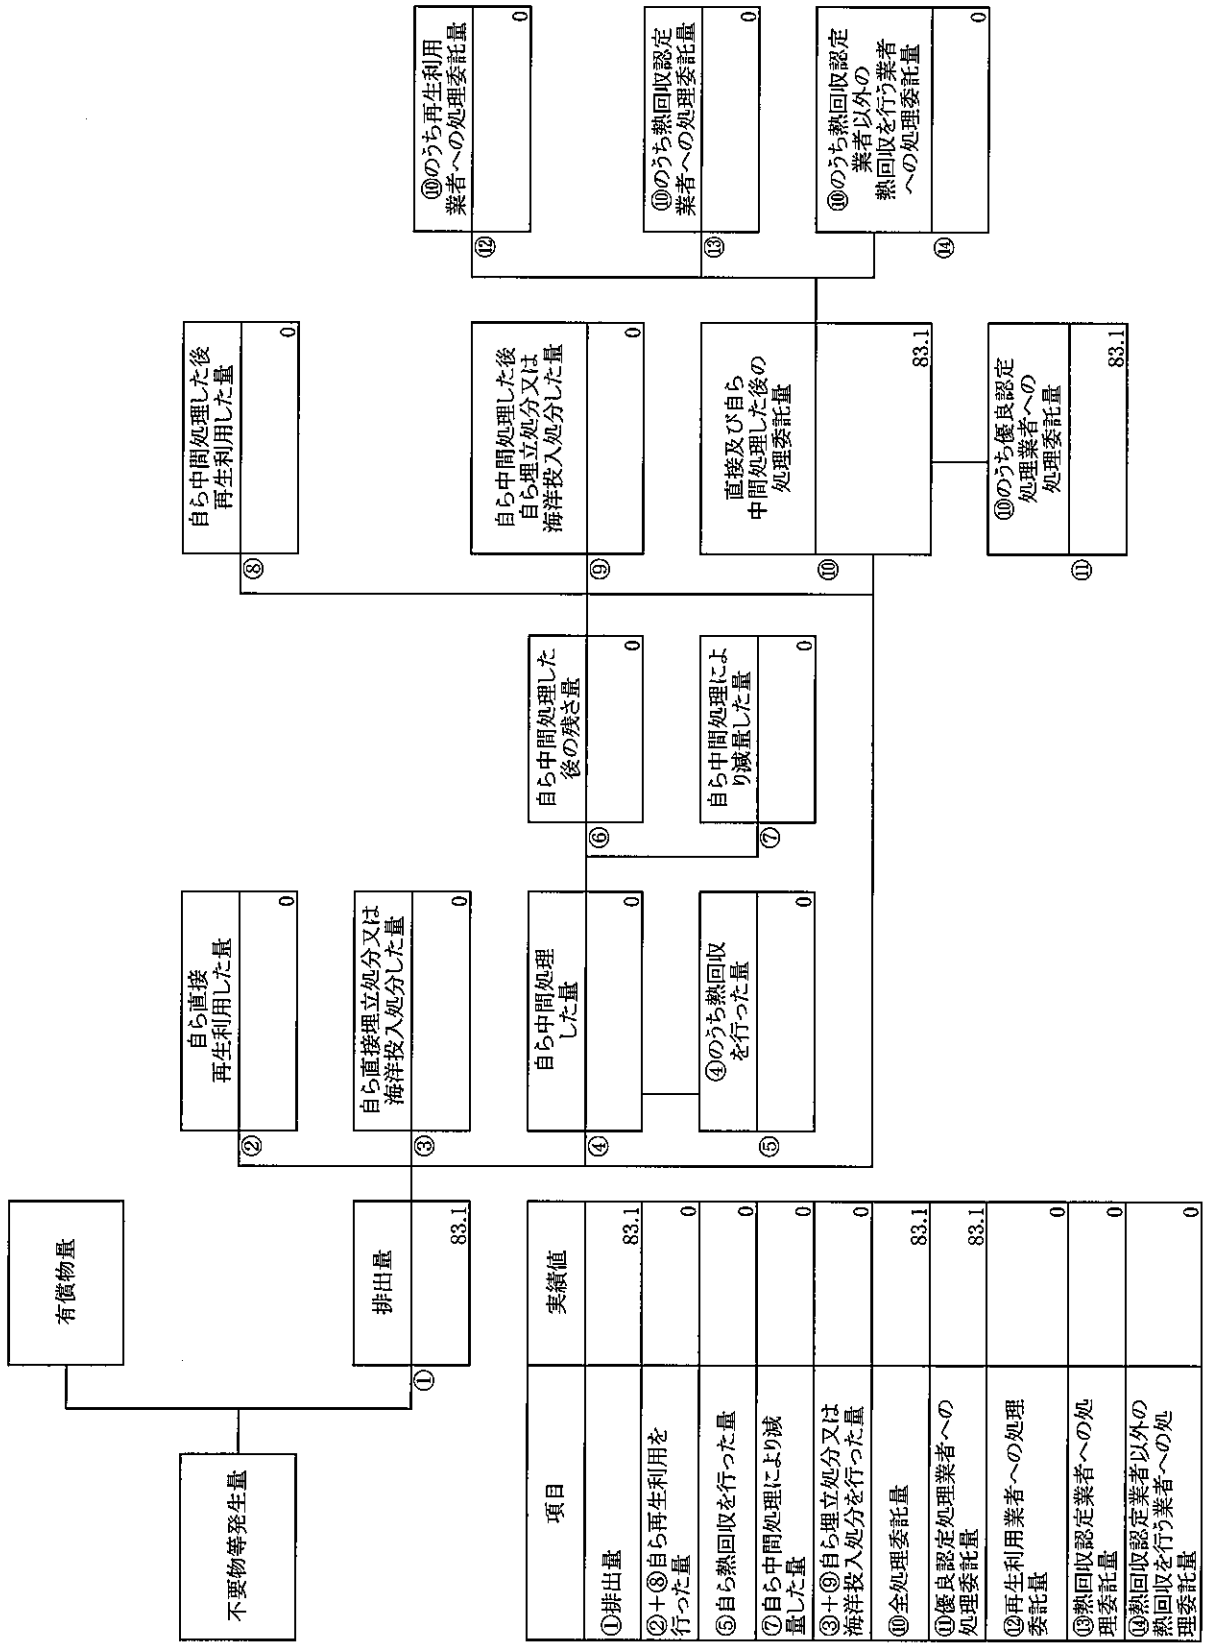 不要物等発生量
有償物量
①
排出量
83.1
②
自ら直接
再生利用した量
0
③
自ら直接埋立処分又は
海洋投入処分した量
0
④
自ら中間処理
した量
0
⑤
④のうち熱回収
を行った量
0
⑥
自ら中間処理した
後の残さ量
0
⑦
自ら中間処理によ
り減量した量
0
⑧
自ら中間処理した後
再生利用した量
0
⑨
自ら中間処理した後
自ら埋立処分又は
海洋投入処分した量
0
⑩
直接及び自ら
中間処理した後の
処理委託量
83.1
⑪
⑩のうち優良認定
処理業者への
処理委託量
83.1
⑫
⑩のうち再生利用
業者への処理委託量
0
⑬
⑩のうち熱回収認定
業者への処理委託量
0
⑭
⑩のうち熱回収認定
業者以外の
熱回収を行う業者
への処理委託量
0
項目 実績値
①排出量 83.1
②+⑧自ら再生利用を
行った量 0
⑤自ら熱回収を行った量 0
⑦自ら中間処理により減
量した量 0
③+⑨自ら埋立処分又は
海洋投入処分を行った量 0
⑩全処理委託量 83.1
⑪優良認定処理業者への
処理委託量 83.1
⑫再生利用業者への処理
委託量 0
⑬熱回収認定業者への処
理委託量 0
⑭熱回収認定業者以外の
熱回収を行う業者への処
理委託量 0